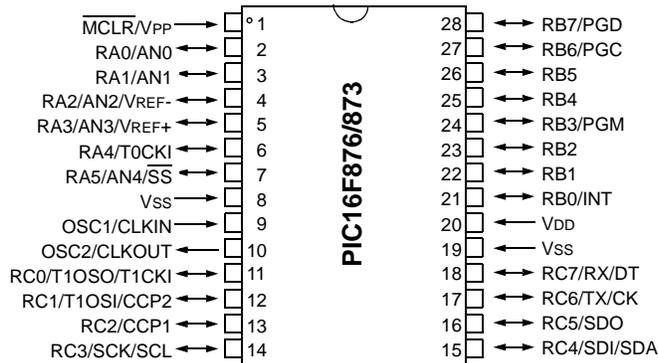 MCLR/VPP 1 28 RB7/PGD
RA0/AN0 2 27 RB6/PGC
RA1/AN1 3 26 RB5
RA2/AN2/VREF- 4 25 RB4
RA3/AN3/VREF+ 5 24 RB3/PGM
RA4/T0CKI 6 23 RB2
RA5/AN4/SS 7 22 RB1
VSS 8 21 RB0/INT
OSC1/CLKIN 9 20 VDD
OSC2/CLKOUT 10 19 VSS
RC0/T1OSO/T1CKI 11 18 RC7/RX/DT
RC1/T1OSI/CCP2 12 17 RC6/TX/CK
RC2/CCP1 13 16 RC5/SDO
RC3/SCK/SCL 14 15 RC4/SDI/SDA
PIC16F876/873